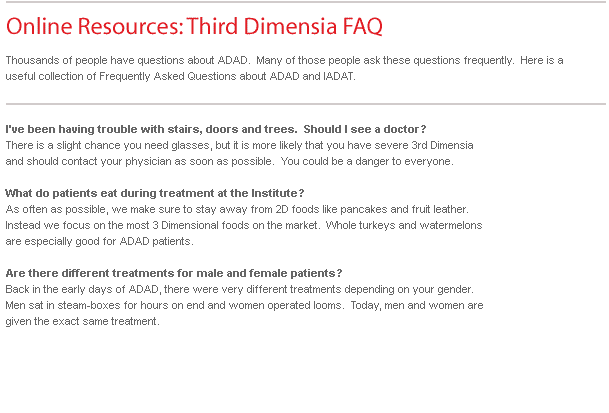 Online Resources: Third Dimensia FAQ
Thousands of people have questions about ADAD.  Many of those people ask these questions frequently.  Here is a
useful collection of Frequently Asked Questions about ADAD and IADAT.
I've been having trouble with stairs, doors and trees.  Should I see a doctor?
There is a slight chance you need glasses, but it is more likely that you have severe 3rd Dimensia
and should contact your physician as soon as possible.  You could be a danger to everyone.
What do patients eat during treatment at the Institute?
As often as possible, we make sure to stay away from 2D foods like pancakes and fruit leather.
Instead we focus on the most 3 Dimensional foods on the market.  Whole turkeys and watermelons
are especially good for ADAD patients.
Are there different treatments for male and female patients?
Back in the early days of ADAD, there were very different treatments depending on your gender.
Men sat in steam-boxes for hours on end and women operated looms.  Today, men and women are
given the exact same treatment.